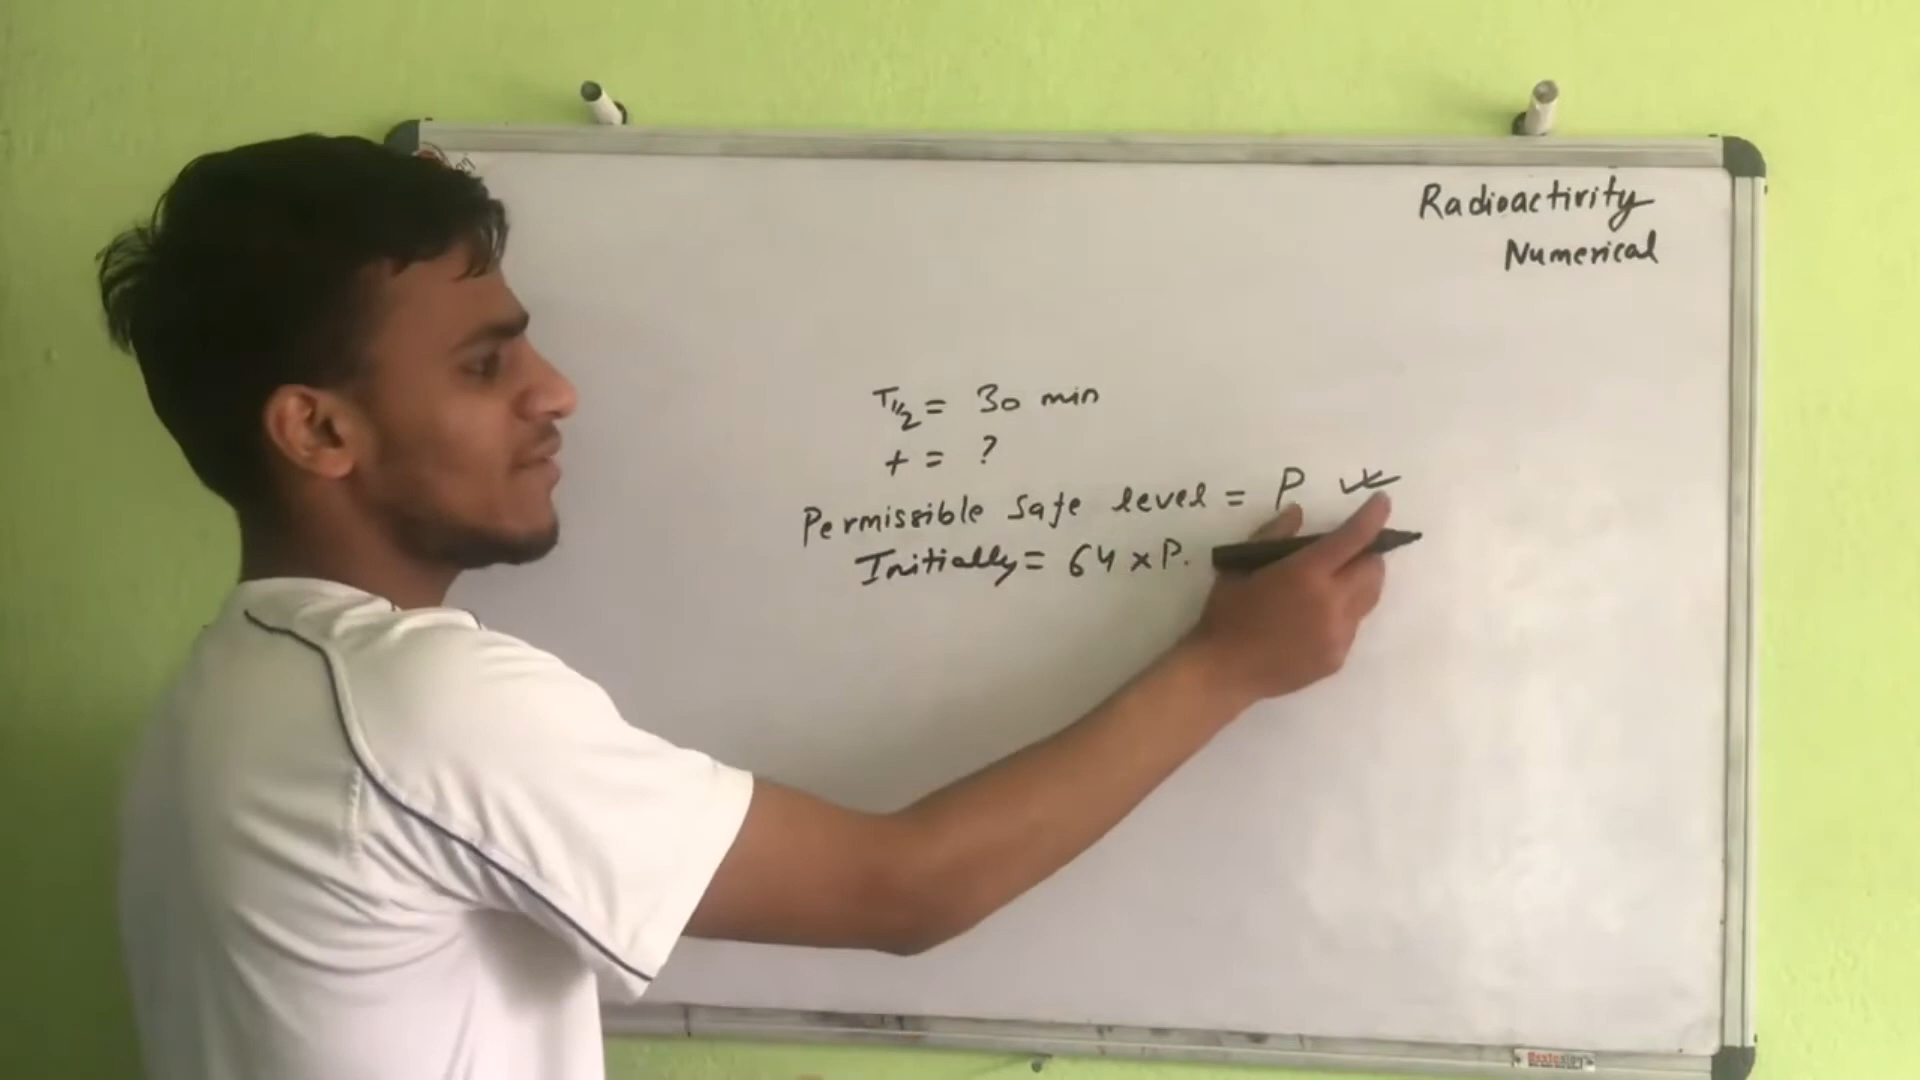 Radioactivity
Numerical
T1/2 = 30 min
t = ?
Permissible safe level = P
Initially = 64 x P.